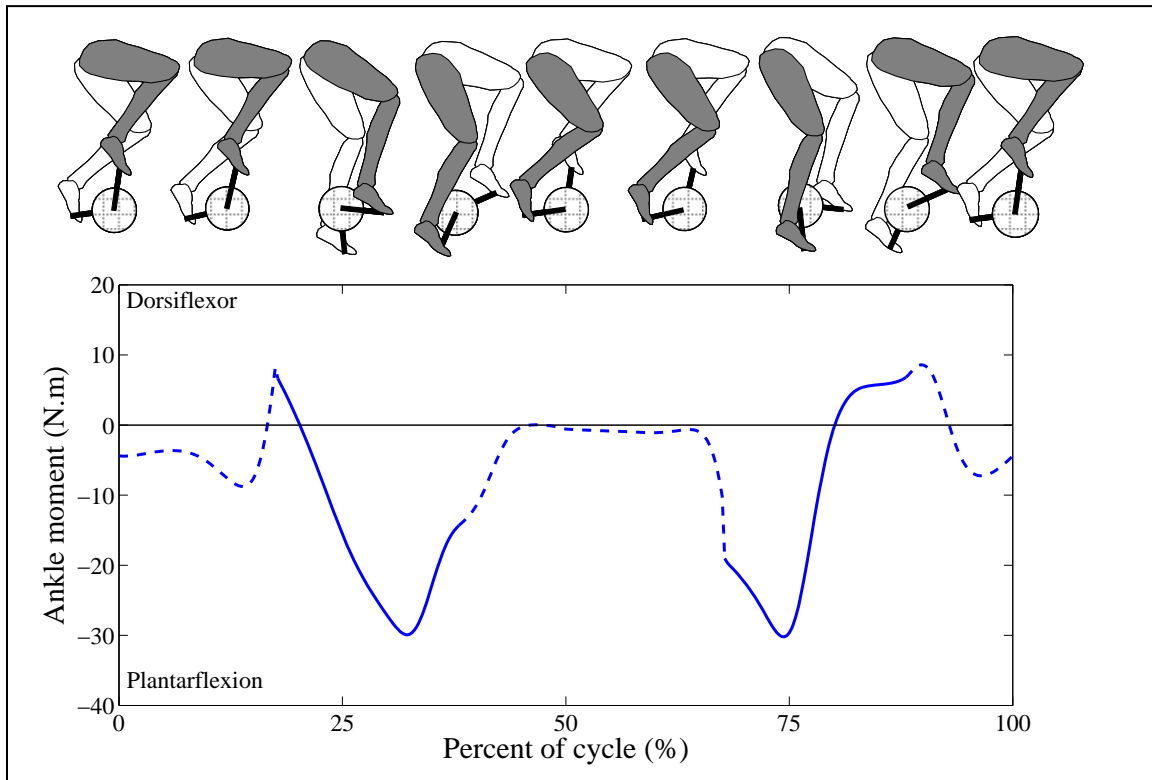 20
Dorsiflexor
10
0
−10
−20
−30
Plantarflexion
−40
0 25 50 75 100
Ankle moment (N.m)
Percent of cycle (%)